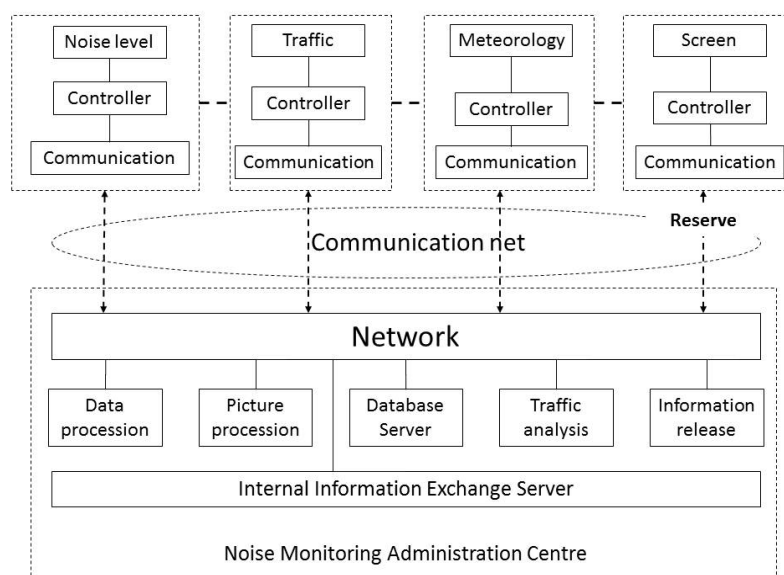 Noise level
Controller
Communication
Traffic
Controller
Communication
Meteorology
Controller
Communication
Screen
Controller
Communication
Reserve
Communication net
Network
Data
procession
Picture
procession
Database
Server
Traffic
analysis
Information
release
Internal Information Exchange Server
Noise Monitoring Administration Centre